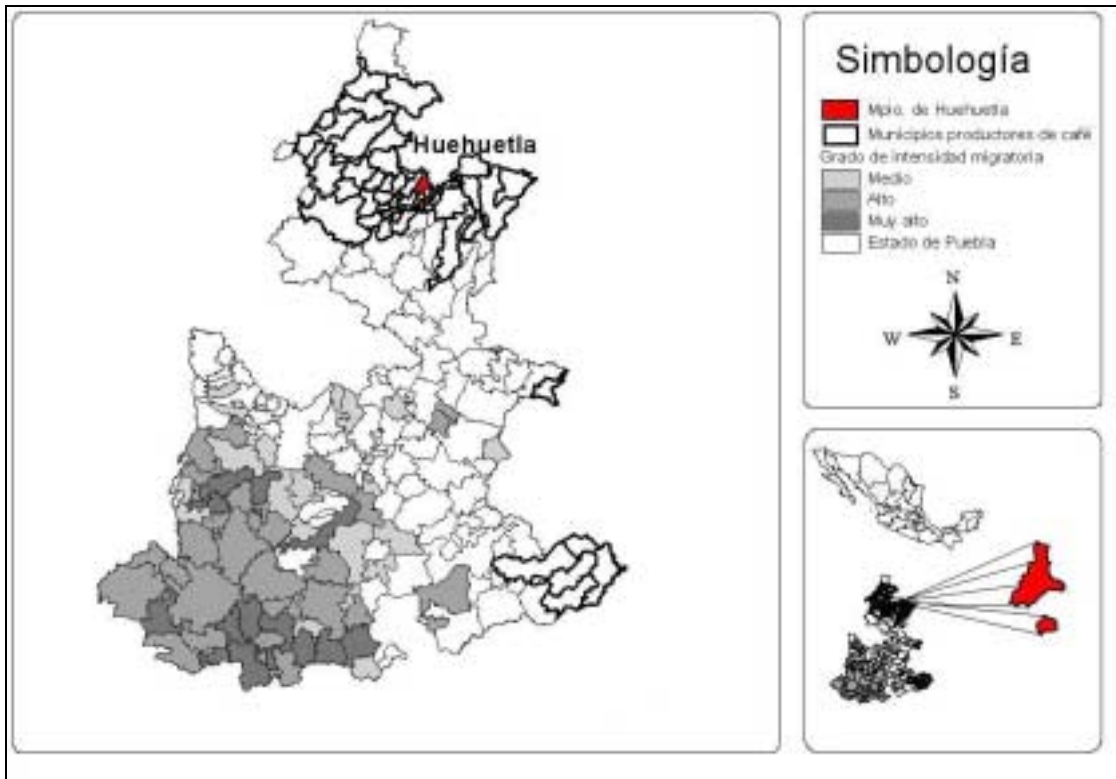 Huehuetla
Simbología
Mpio. de Huehuetla
Municipios productores de café
Grado de intensidad migratoria
Medio
Alto
Muy alto
Estado de Puebla
N
W E
S